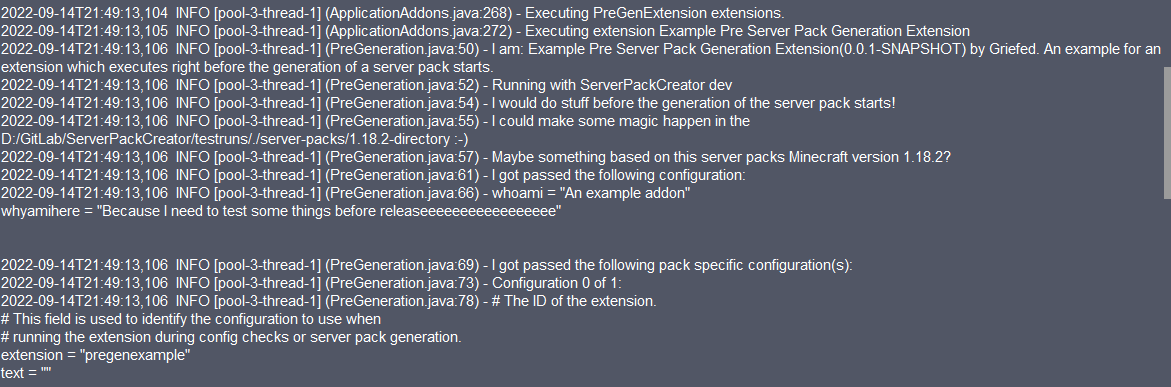 2022-09-14T21:49:13,104  INFO [pool-3-thread-1] (ApplicationAddons.java:268) - Executing PreGenExtension extensions.
2022-09-14T21:49:13,105  INFO [pool-3-thread-1] (ApplicationAddons.java:272) - Executing extension Example Pre Server Pack Generation Extension
2022-09-14T21:49:13,106  INFO [pool-3-thread-1] (PreGeneration.java:50) - I am: Example Pre Server Pack Generation Extension(0.0.1-SNAPSHOT) by Griefed. An example for an
extension which executes right before the generation of a server pack starts.
2022-09-14T21:49:13,106  INFO [pool-3-thread-1] (PreGeneration.java:52) - Running with ServerPackCreator dev
2022-09-14T21:49:13,106  INFO [pool-3-thread-1] (PreGeneration.java:54) - I would do stuff before the generation of the server pack starts!
2022-09-14T21:49:13,106  INFO [pool-3-thread-1] (PreGeneration.java:55) - I could make some magic happen in the
D:/GitLab/ServerPackCreator/testruns/./server-packs/1.18.2-directory :-)
2022-09-14T21:49:13,106  INFO [pool-3-thread-1] (PreGeneration.java:57) - Maybe something based on this server packs Minecraft version 1.18.2?
2022-09-14T21:49:13,106  INFO [pool-3-thread-1] (PreGeneration.java:61) - I got passed the following configuration:
2022-09-14T21:49:13,106  INFO [pool-3-thread-1] (PreGeneration.java:66) - whoami = "An example addon"
whyamihere = "Because I need to test some things before releaseeeeeeeeeeeeeeeeee"
2022-09-14T21:49:13,106  INFO [pool-3-thread-1] (PreGeneration.java:69) - I got passed the following pack specific configuration(s):
2022-09-14T21:49:13,106  INFO [pool-3-thread-1] (PreGeneration.java:73) - Configuration 0 of 1:
2022-09-14T21:49:13,106  INFO [pool-3-thread-1] (PreGeneration.java:78) - # The ID of the extension.
# This field is used to identify the configuration to use when
# running the extension during config checks or server pack generation.
extension = "pregenexample"
text = ""